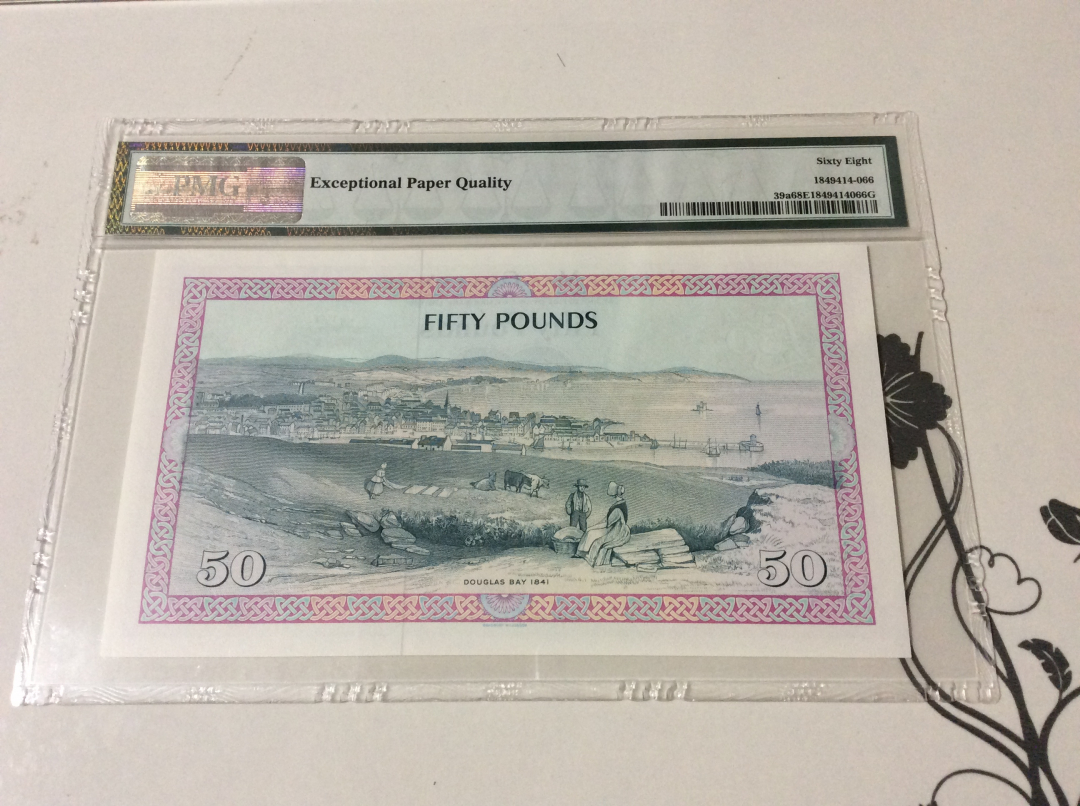 PMG
Exceptional Paper Quality
Sixty Eight
1849414-066
39a68E1849414066G
FIFTY POUNDS
50
50
DOUGLAS BAY 1841